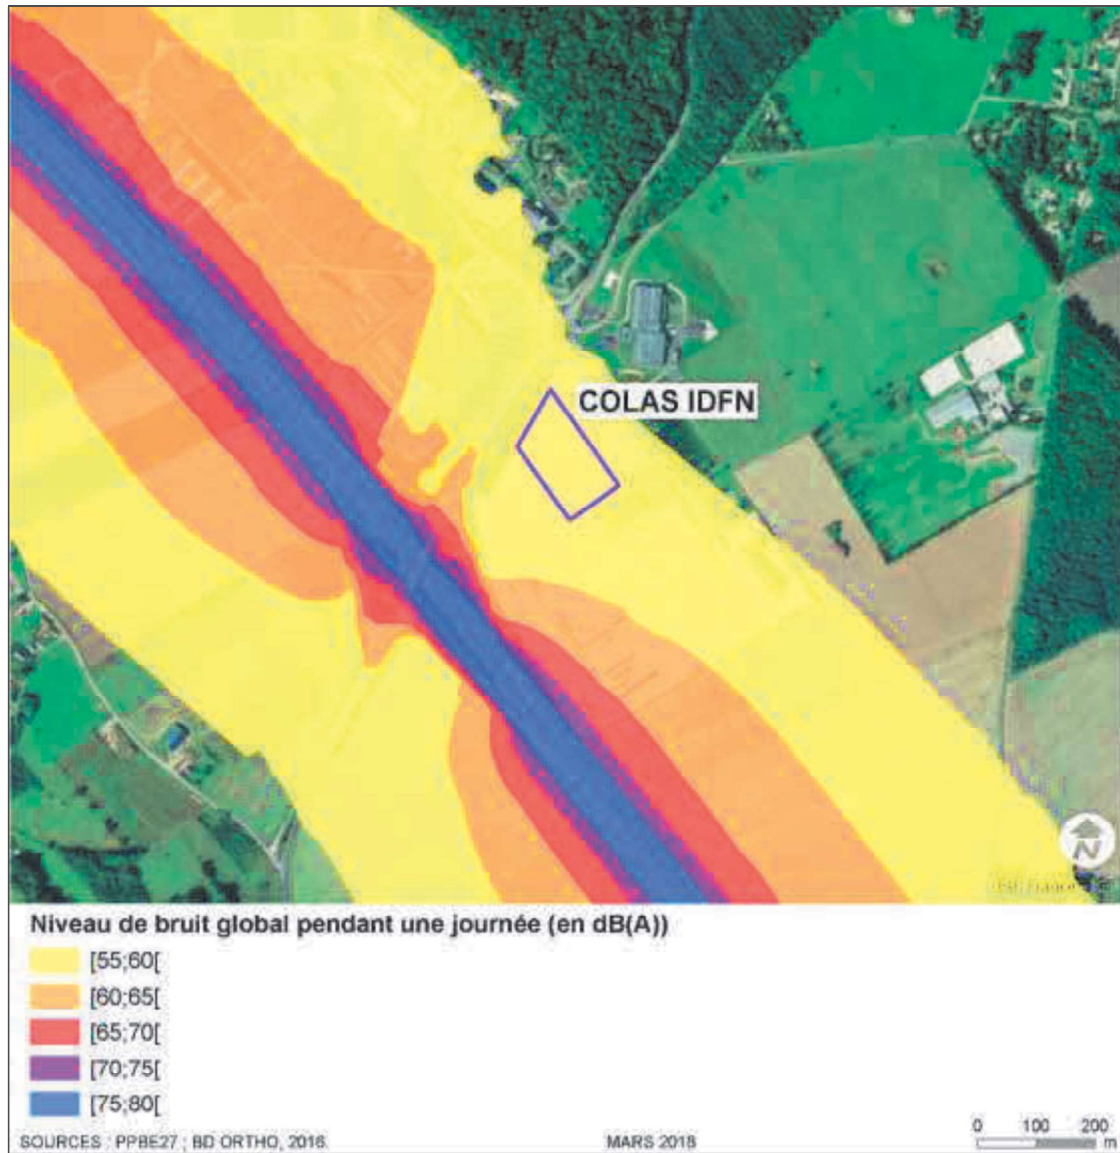 COLAS IDFN
N
Niveau de bruit global pendant une journée (en dB(A))
[55;60[
[60;65[
[65;70[
[70;75[
[75;80[
SOURCES : PPBE27 ; BD ORTHO, 2016. MARS 2018
0 100 200
m